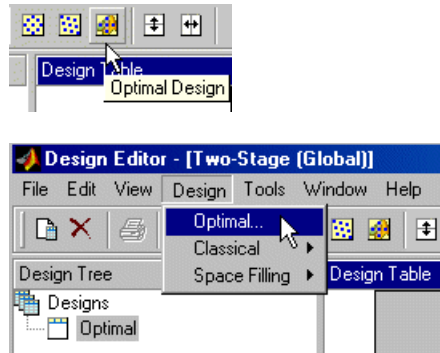 Design Table
Optimal Design
Design Editor - [Two-Stage (Global)]
File Edit View Design Tools Window Help
Optimal...
Classical
Space Filling
Design Tree
Design Table
Designs
Optimal